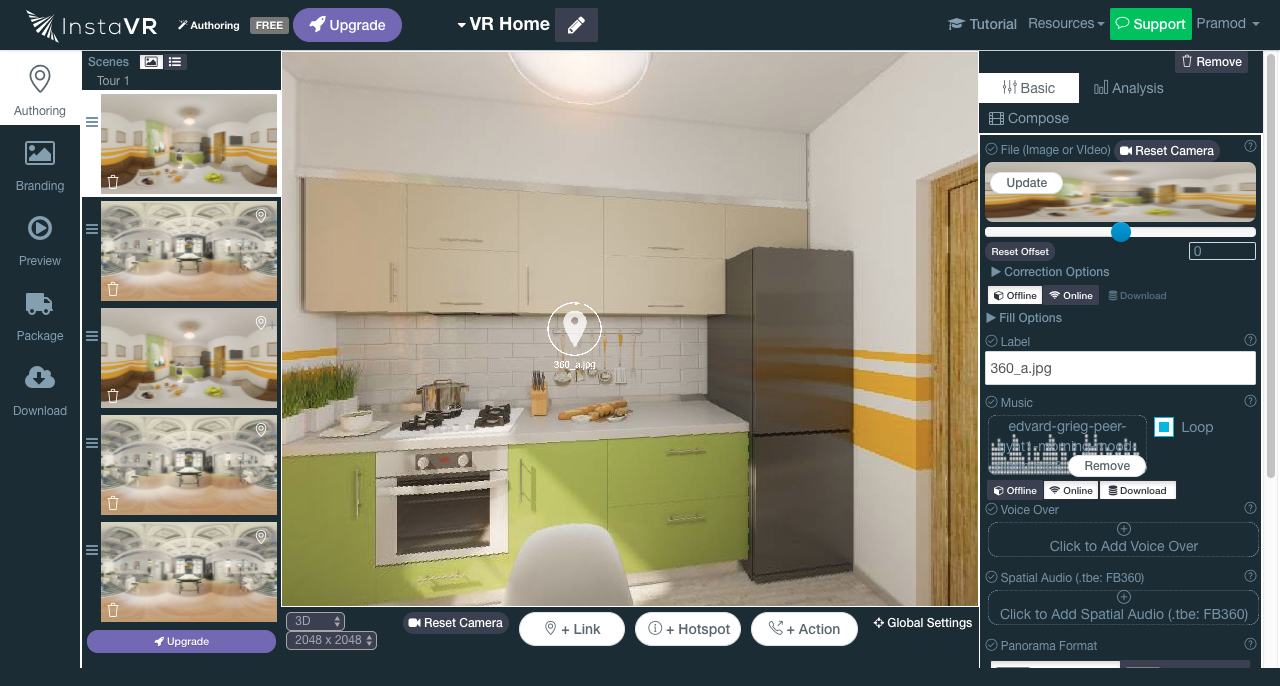 InstaVR
Authoring
FREE
Upgrade
VR Home
Tutorial
Resources
Support
Pramod
Authoring
Branding
Preview
Package
Download
Scenes
Tour 1
Upgrade
360_a.jpg
3D
2048 x 2048
Reset Camera
+ Link
+ Hotspot
+ Action
Global Settings
Remove
Basic
Analysis
Compose
File (Image or VIdeo)
Reset Camera
Update
Reset Offset
0
Correction Options
Offline
Online
Download
Fill Options
Label
360_a.jpg
Music
edvard-grieg-peer-
Loop
Remove
Offline
Online
Download
Voice Over
Click to Add Voice Over
Spatial Audio (.tbe: FB360)
Click to Add Spatial Audio (.tbe: FB360)
Panorama Format